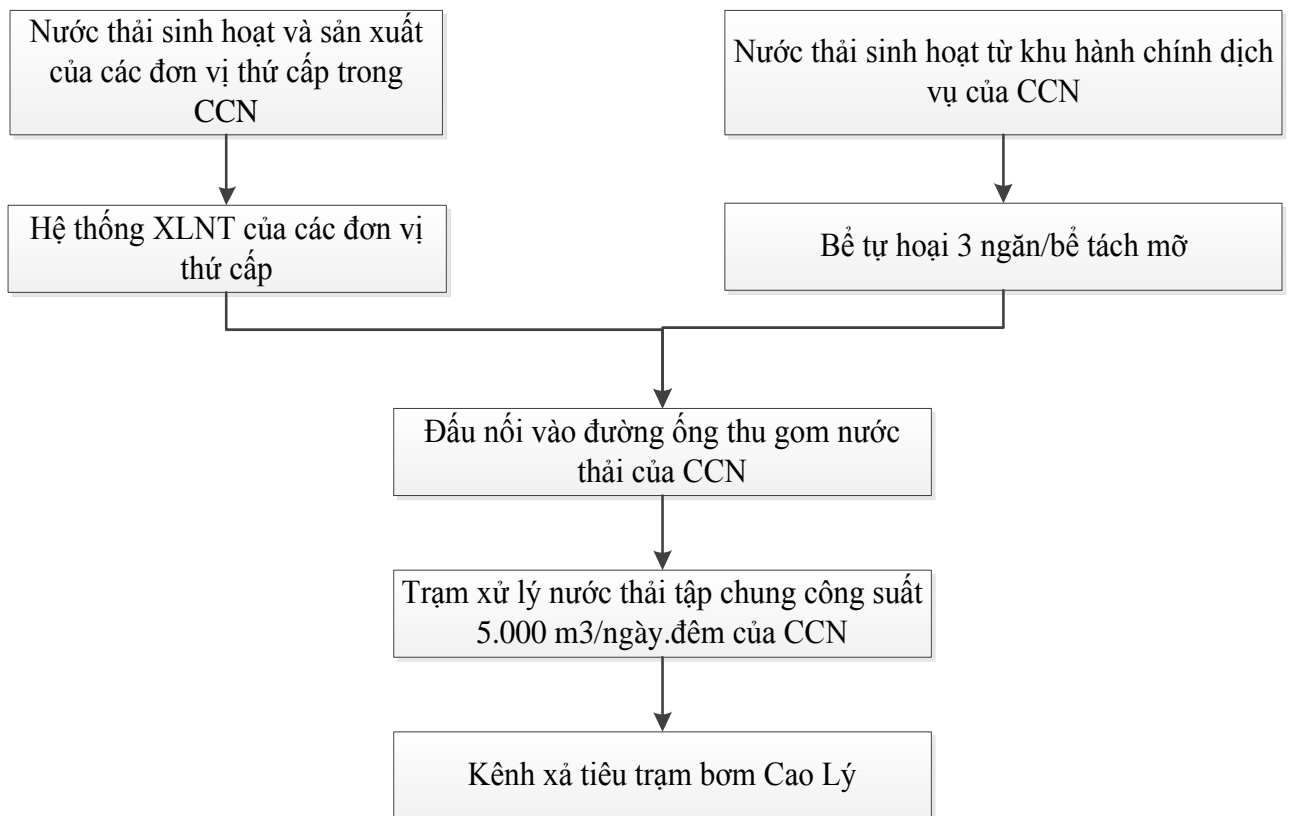 Nước thải sinh hoạt và sản xuất
của các đơn vị thứ cấp trong
CCN
Nước thải sinh hoạt từ khu hành chính dịch
vụ của CCN
Hệ thống XLNT của các đơn vị
thứ cấp
Bể tự hoại 3 ngăn/bể tách mỡ
Đấu nối vào đường ống thu gom nước
thải của CCN
Trạm xử lý nước thải tập chung công suất
5.000 m3/ngày.đêm của CCN
Kênh xả tiêu trạm bơm Cao Lý